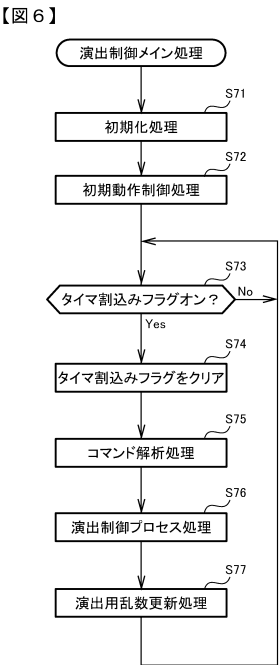 【図６】
演出制御メイン処理
S71
初期化処理
S72
初期動作制御処理
S73
タイマ割込みフラグオン？
No
Yes
S74
タイマ割込みフラグをクリア
S75
コマンド解析処理
S76
演出制御プロセス処理
S77
演出用乱数更新処理